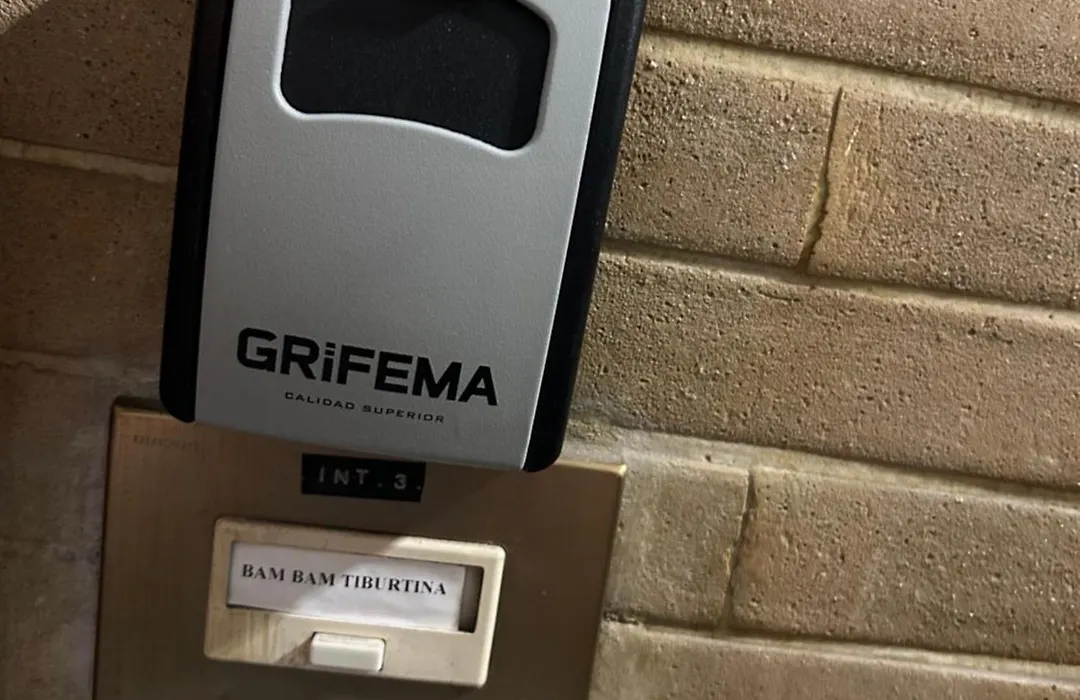 GRiFEMA
CALIDAD SUPERIOR
INT.3.
BAM BAM TIBURTINA